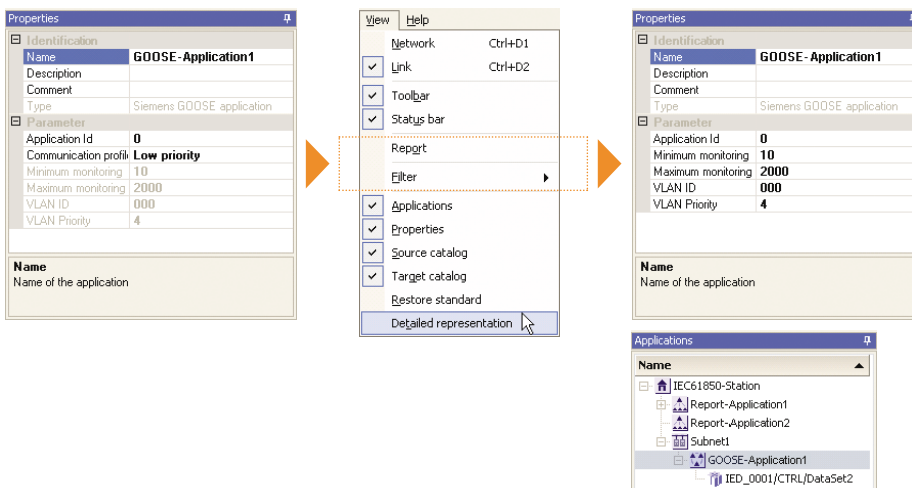 Properties
Identification
Name GOOSE-Application1
Description
Comment
Type Siemens GOOSE application
Parameter
Application Id 0
Communication profil Low priority
Minimum monitoring 10
Maximum monitoring 2000
VLAN ID 000
VLAN Priority 4
Name
Name of the application
View Help
Network Ctrl+D1
Link Ctrl+D2
Toolbar
Status bar
Report
Filter
Applications
Properties
Source catalog
Target catalog
Restore standard
Detailed representation
Properties
Identification
Name GOOSE-Application1
Description
Comment
Type Siemens GOOSE application
Parameter
Application Id 0
Minimum monitoring 10
Maximum monitoring 2000
VLAN ID 000
VLAN Priority 4
Name
Name of the application
Applications
Name
IEC61850-Station
Report-Application1
Report-Application2
Subnet1
GOOSE-Application1
IED_0001/CTRL/DataSet2